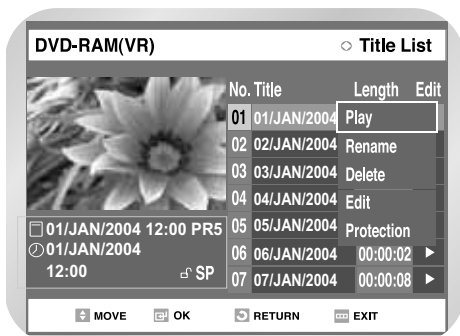 DVD-RAM(VR) Title List
No. Title Length Edit
01 01/JAN/2004 Play
02 02/JAN/2004 Rename
03 03/JAN/2004 Delete
04 04/JAN/2004 Edit
05 05/JAN/2004 Protection
06 06/JAN/2004 00:00:02 ▶
07 07/JAN/2004 00:00:08 ▶
01/JAN/2004 12:00 PR5
01/JAN/2004
12:00 SP
MOVE OK RETURN EXIT